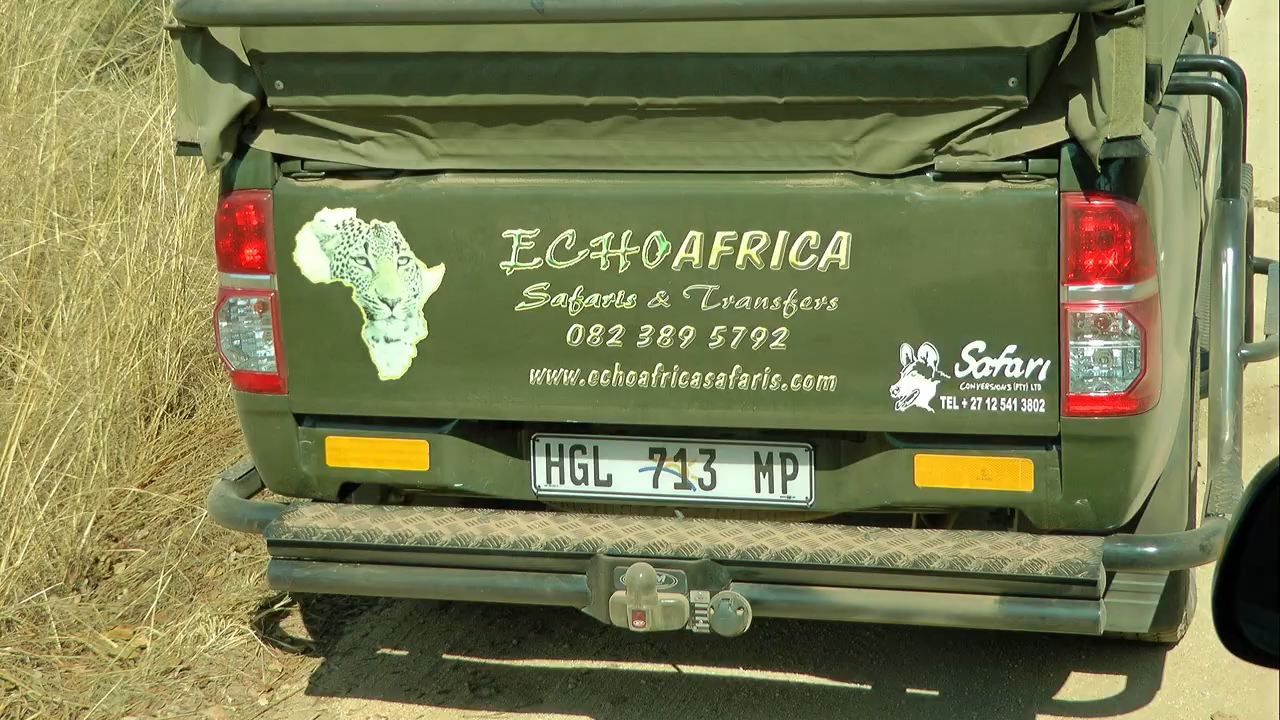 ECHOAFRICA
Safaris & Transfers
082 389 5792
www.echoafricasafaris.com
Safari
CONVERSIONS (PTY) LTD
TEL + 27 12 541 3802
HGL 713 MP